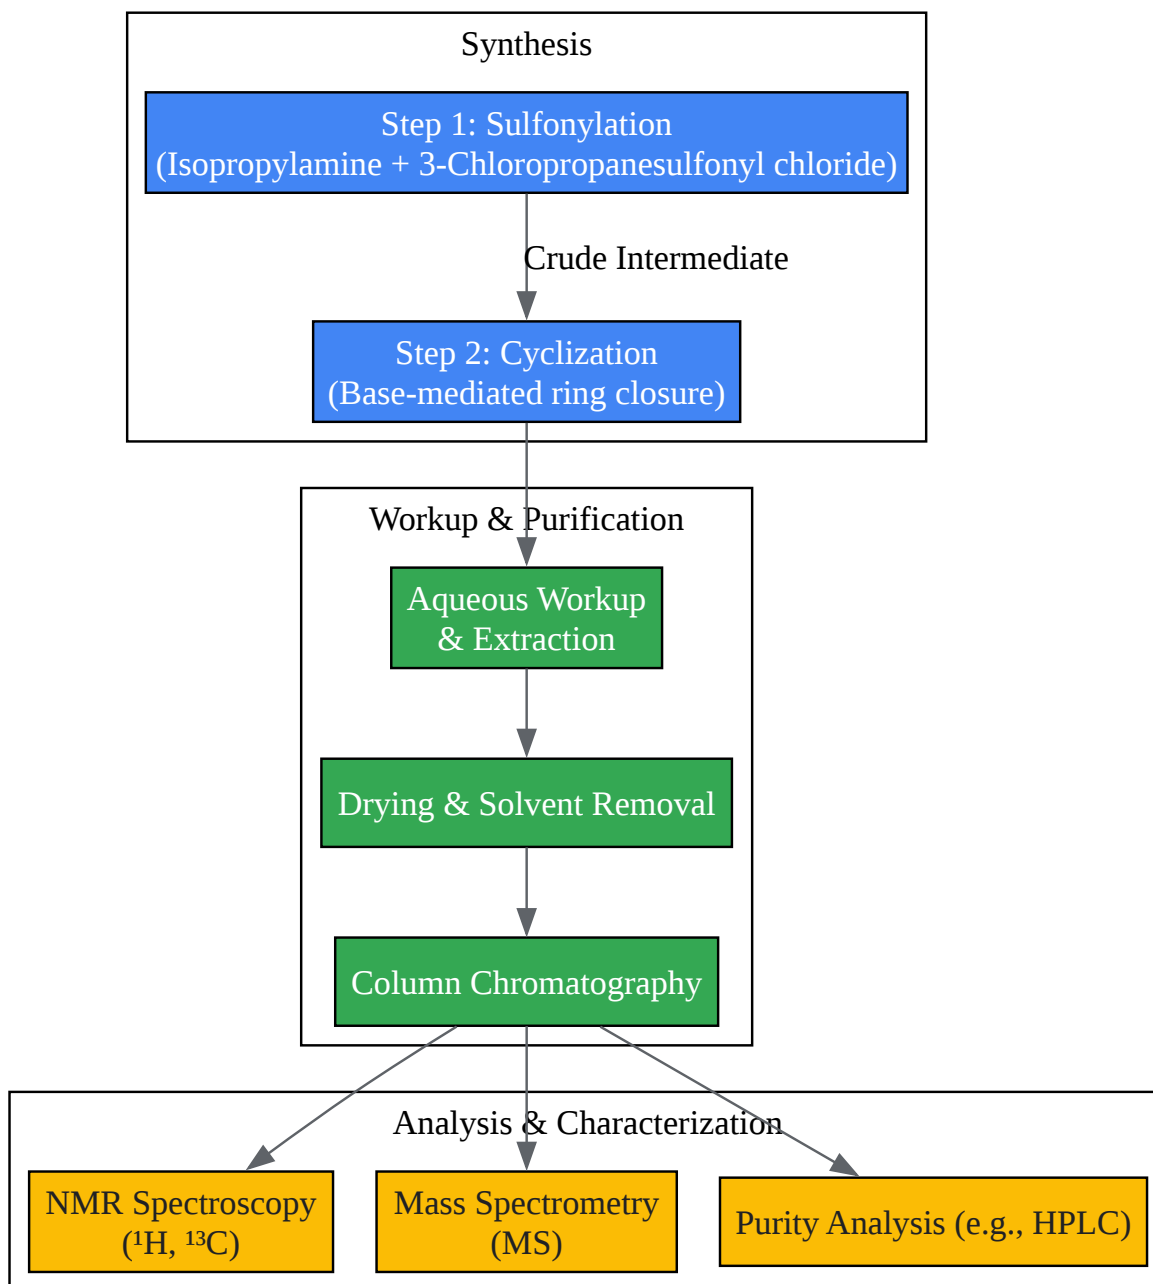 Synthesis
Step 1: Sulfonylation
(Isopropylamine + 3-Chloropropanesulfonyl chloride)
Crude Intermediate
Step 2: Cyclization
(Base-mediated ring closure)
Workup & Purification
Aqueous Workup
& Extraction
Drying & Solvent Removal
Column Chromatography
Analysis & Characterization
NMR Spectroscopy
(¹H, ¹³C)
Mass Spectrometry
(MS)
Purity Analysis (e.g., HPLC)